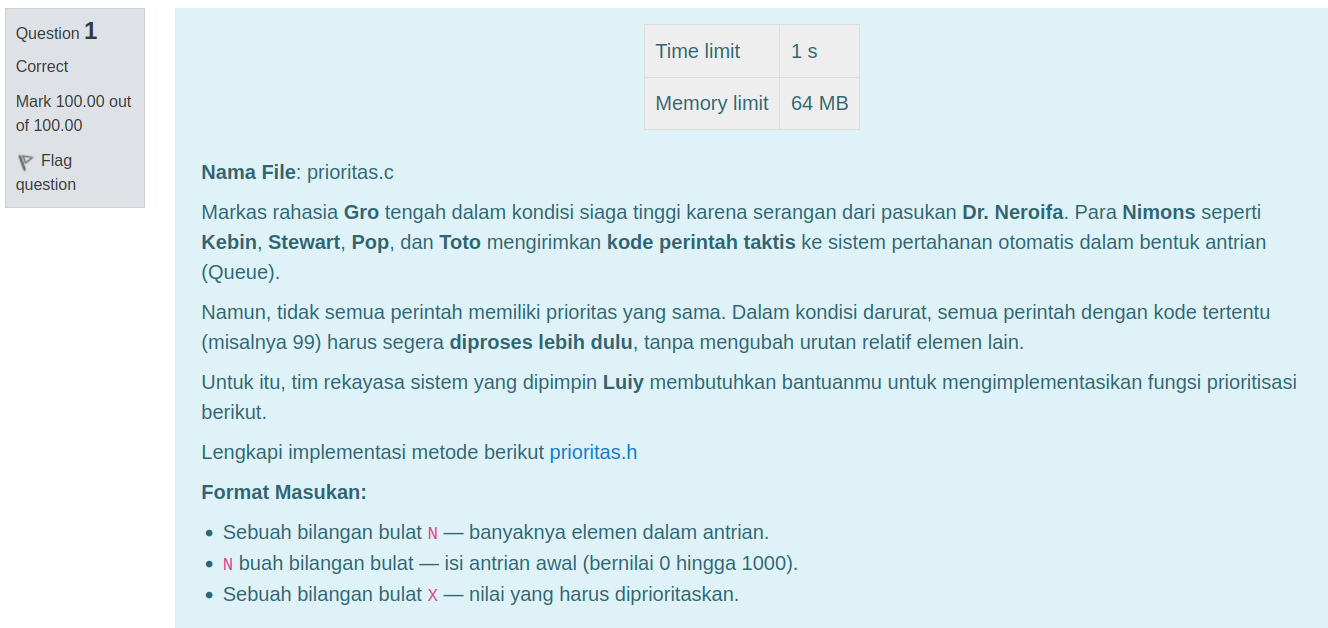 Question 1
Correct
Mark 100.00 out
of 100.00
Flag
question
Time limit 1 s
Memory limit 64 MB
Nama File: prioritas.c
Markas rahasia Gro tengah dalam kondisi siaga tinggi karena serangan dari pasukan Dr. Neroifa. Para Nimons seperti
Kebin, Stewart, Pop, dan Toto mengirimkan kode perintah taktis ke sistem pertahanan otomatis dalam bentuk antrian
(Queue).
Namun, tidak semua perintah memiliki prioritas yang sama. Dalam kondisi darurat, semua perintah dengan kode tertentu
(misalnya 99) harus segera diproses lebih dulu, tanpa mengubah urutan relatif elemen lain.
Untuk itu, tim rekayasa sistem yang dipimpin Luiy membutuhkan bantuanmu untuk mengimplementasikan fungsi prioritisasi
berikut.
Lengkapi implementasi metode berikut prioritas.h
Format Masukan:
• Sebuah bilangan bulat N — banyaknya elemen dalam antrian.
• N buah bilangan bulat — isi antrian awal (bernilai 0 hingga 1000).
• Sebuah bilangan bulat X — nilai yang harus diprioritaskan.